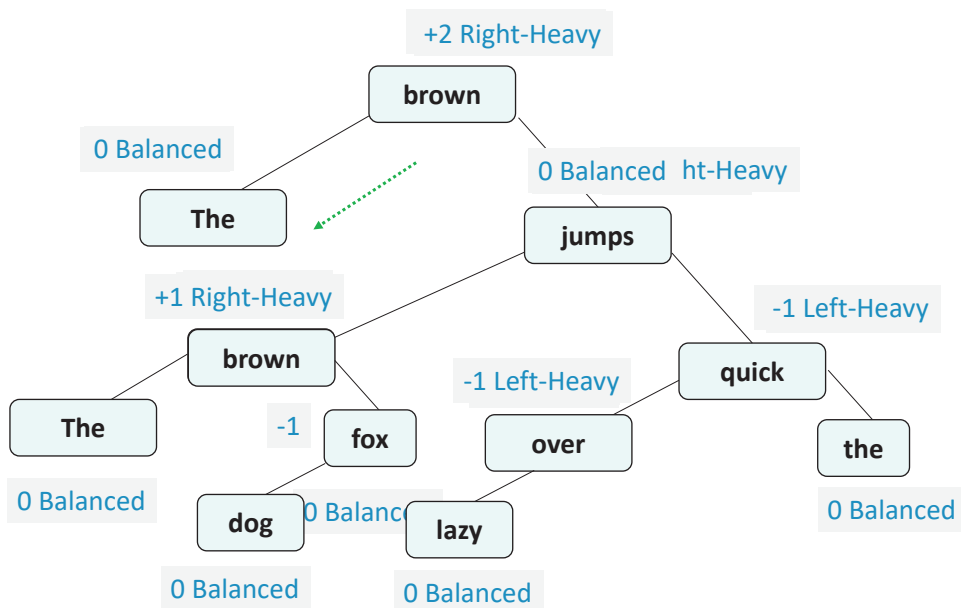 +2 Right-Heavy
brown
0 Balanced
0 Balanced ht-Heavy
The
jumps
+1 Right-Heavy
-1 Left-Heavy
brown
quick
-1 Left-Heavy
The
-1
fox
over
the
0 Balanced
0 Balanc
0 Balanced
dog
lazy
0 Balanced
0 Balanced